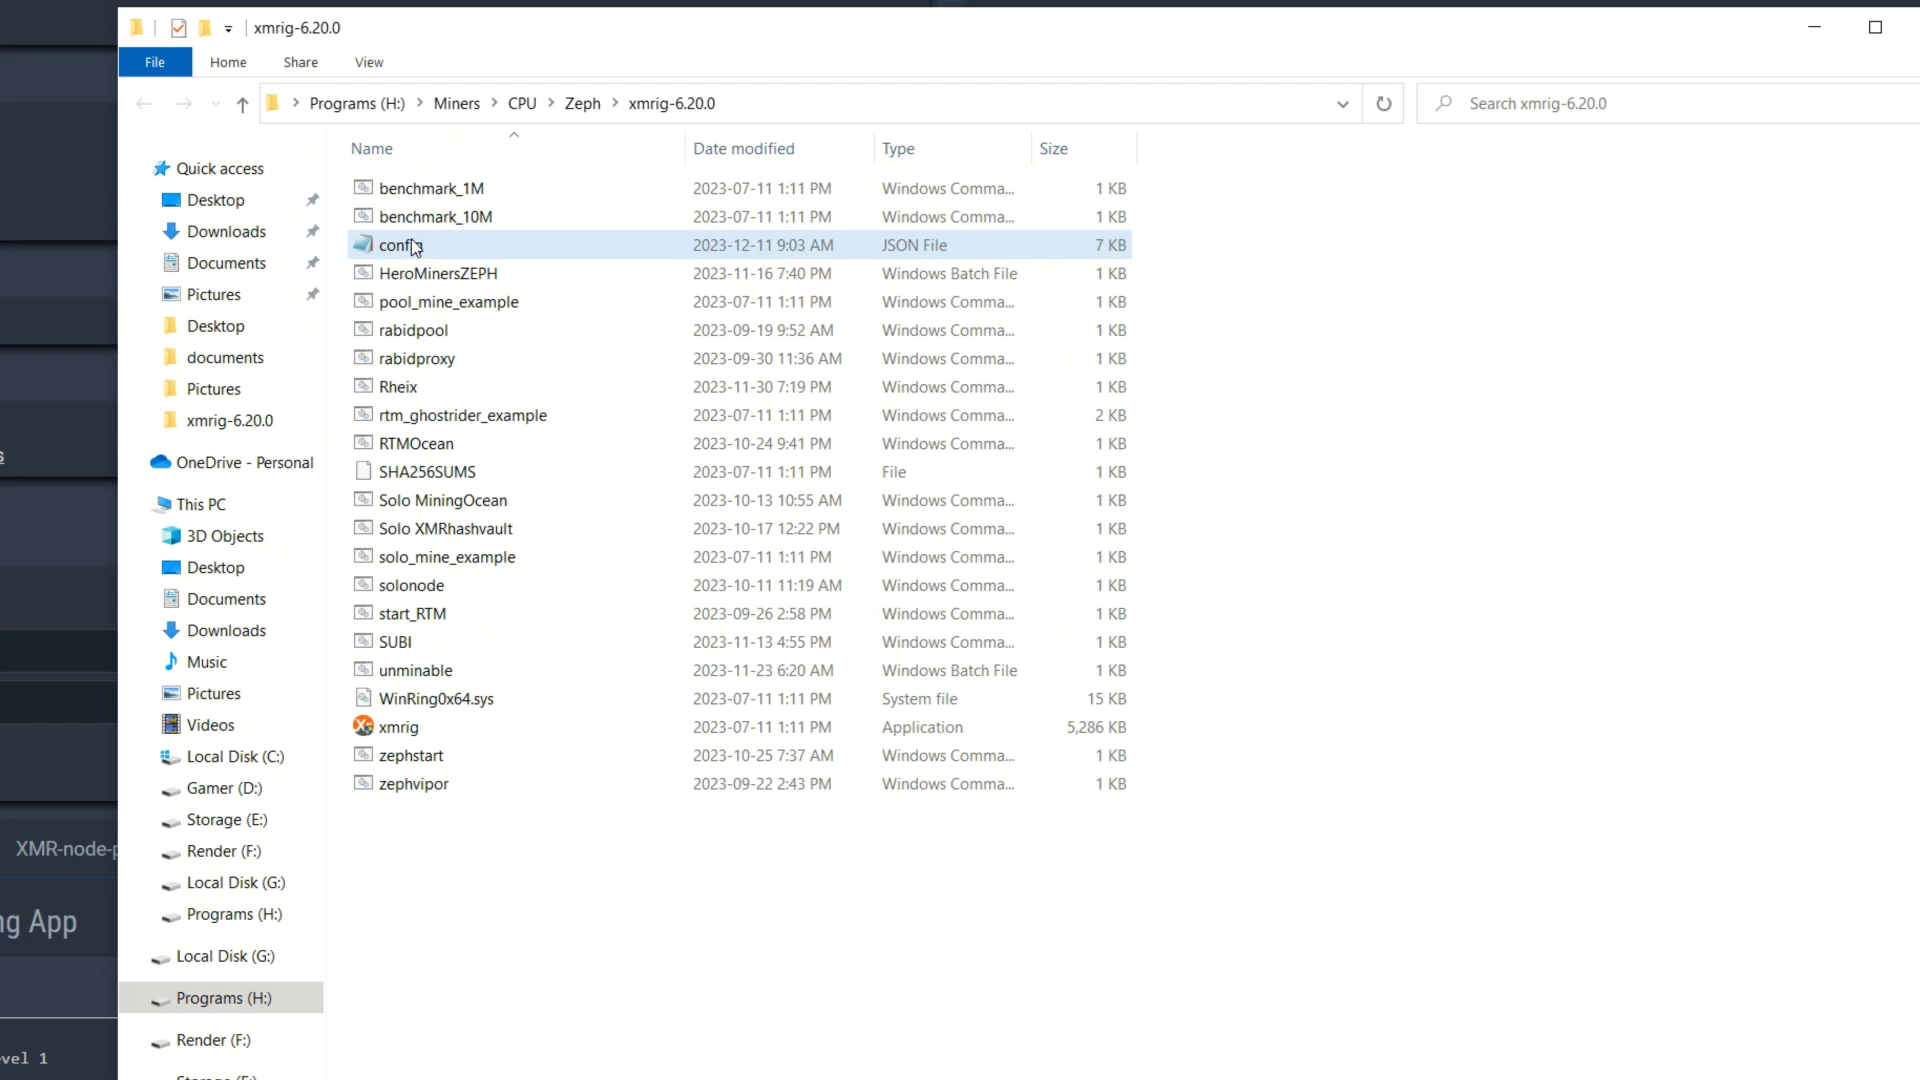 xmrig-6.20.0
File Home Share View
Programs (H:) Miners CPU Zeph xmrig-6.20.0
Search xmrig-6.20.0
Name Date modified Type Size
benchmark_1M 2023-07-11 1:11 PM Windows Comma... 1 KB
benchmark_10M 2023-07-11 1:11 PM Windows Comma... 1 KB
config 2023-12-11 9:03 AM JSON File 7 KB
HeroMinersZEPH 2023-11-16 7:40 PM Windows Batch File 1 KB
pool_mine_example 2023-07-11 1:11 PM Windows Comma... 1 KB
rabidpool 2023-09-19 9:52 AM Windows Comma... 1 KB
rabidproxy 2023-09-30 11:36 AM Windows Comma... 1 KB
Rheix 2023-11-30 7:19 PM Windows Comma... 1 KB
rtm_ghostrider_example 2023-07-11 1:11 PM Windows Comma... 2 KB
RTMOcean 2023-10-24 9:41 PM Windows Comma... 1 KB
SHA256SUMS 2023-07-11 1:11 PM File 1 KB
Solo MiningOcean 2023-10-13 10:55 AM Windows Comma... 1 KB
Solo XMRhashvault 2023-10-17 12:22 PM Windows Comma... 1 KB
solo_mine_example 2023-07-11 1:11 PM Windows Comma... 1 KB
solonode 2023-10-11 11:19 AM Windows Comma... 1 KB
start_RTM 2023-09-26 2:58 PM Windows Comma... 1 KB
SUBI 2023-11-13 4:55 PM Windows Comma... 1 KB
unminable 2023-11-23 6:20 AM Windows Batch File 1 KB
WinRing0x64.sys 2023-07-11 1:11 PM System file 15 KB
xmrig 2023-07-11 1:11 PM Application 5,286 KB
zephstart 2023-10-25 7:37 AM Windows Comma... 1 KB
zephvipor 2023-09-22 2:43 PM Windows Comma... 1 KB
Quick access
Desktop
Downloads
Documents
Pictures
Desktop
documents
Pictures
xmrig-6.20.0
OneDrive - Personal
This PC
3D Objects
Desktop
Documents
Downloads
Music
Pictures
Videos
Local Disk (C:)
Gamer (D:)
Storage (E:)
Render (F:)
Local Disk (G:)
Programs (H:)
Local Disk (G:)
Programs (H:)
Render (F:)
s
XMR-node-p
ng App
evel 1